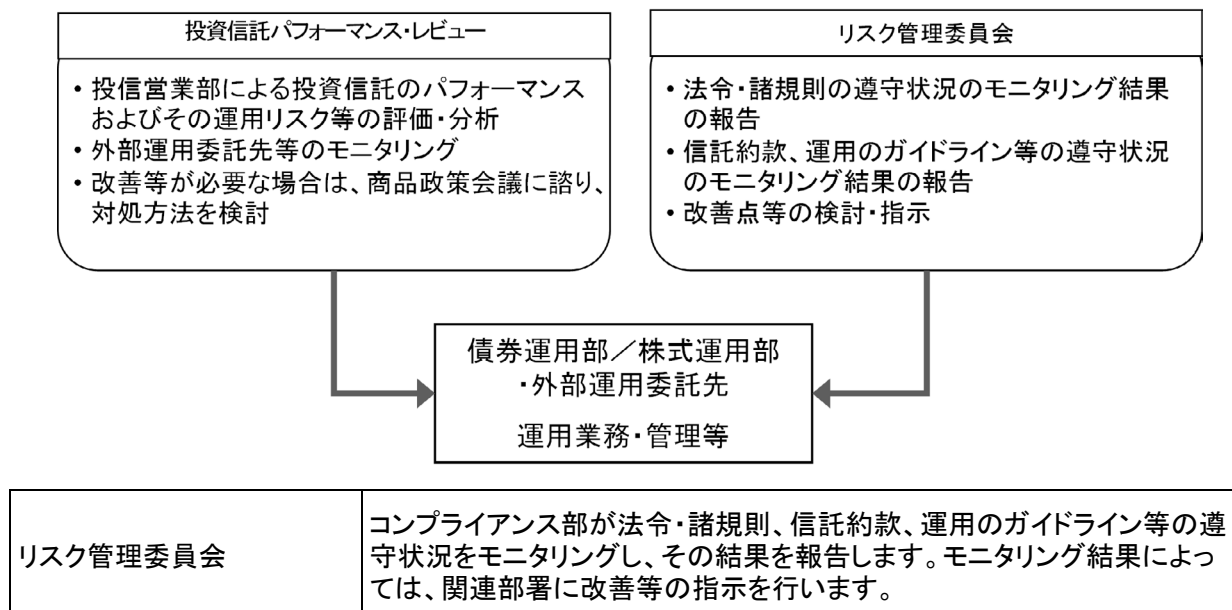 投資信託パフォーマンス・レビュー
・投信営業部による投資信託のパフォーマンス
およびその運用リスク等の評価・分析
・外部運用委託先等のモニタリング
・改善等が必要な場合は、商品政策会議に諮り、
対処方法を検討
リスク管理委員会
・法令・諸規則の遵守状況のモニタリング結果
の報告
・信託約款、運用のガイドライン等の遵守状況
のモニタリング結果の報告
・改善点等の検討・指示
債券運用部／株式運用部
・外部運用委託先
運用業務・管理等
リスク管理委員会
コンプライアンス部が法令・諸規則、信託約款、運用のガイドライン等の遵
守状況をモニタリングし、その結果を報告します。モニタリング結果によっ
ては、関連部署に改善等の指示を行います。